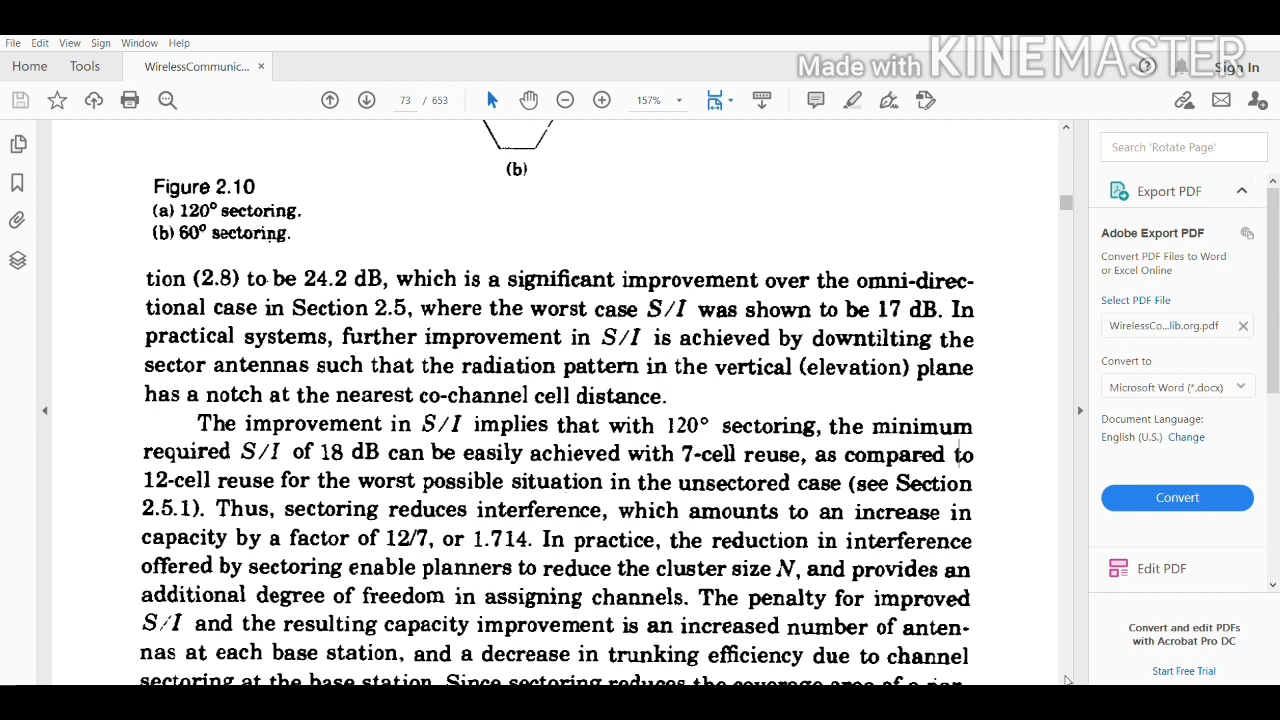 File Edit View Sign Window Help
Made with KINEMASTER
Home Tools WirelessCommunic... × Sign In
73 / 653 157%
(b)
Figure 2.10
(a) 120° sectoring.
(b) 60° sectoring.
tion (2.8) to be 24.2 dB, which is a significant improvement over the omni-direc-
tional case in Section 2.5, where the worst case S/I was shown to be 17 dB. In
practical systems, further improvement in S/I is achieved by downtilting the
sector antennas such that the radiation pattern in the vertical (elevation) plane
has a notch at the nearest co-channel cell distance.
The improvement in S/I implies that with 120° sectoring, the minimum
required S/I of 18 dB can be easily achieved with 7-cell reuse, as compared to
12-cell reuse for the worst possible situation in the unsectored case (see Section
2.5.1). Thus, sectoring reduces interference, which amounts to an increase in
capacity by a factor of 12/7, or 1.714. In practice, the reduction in interference
offered by sectoring enable planners to reduce the cluster size N, and provides an
additional degree of freedom in assigning channels. The penalty for improved
S/I and the resulting capacity improvement is an increased number of anten-
nas at each base station, and a decrease in trunking efficiency due to channel
sectoring at the base station. Since sectoring reduces the coverage area of a
Search 'Rotate Page'
Export PDF
Adobe Export PDF
Convert PDF Files to Word
or Excel Online
Select PDF File
WirelessCo...lib.org.pdf ×
Convert to
Microsoft Word (*.docx)
Document Language:
English (U.S.) Change
Convert
Edit PDF
Convert and edit PDFs
with Acrobat Pro DC
Start Free Trial